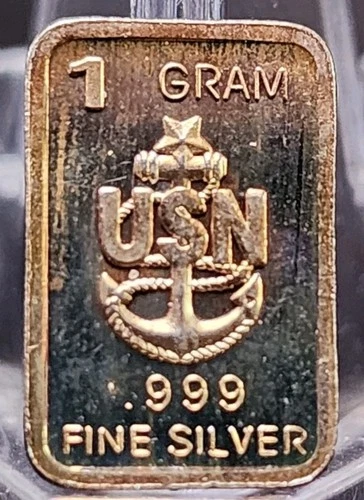 1 GRAM
USN
.999
FINE SILVER